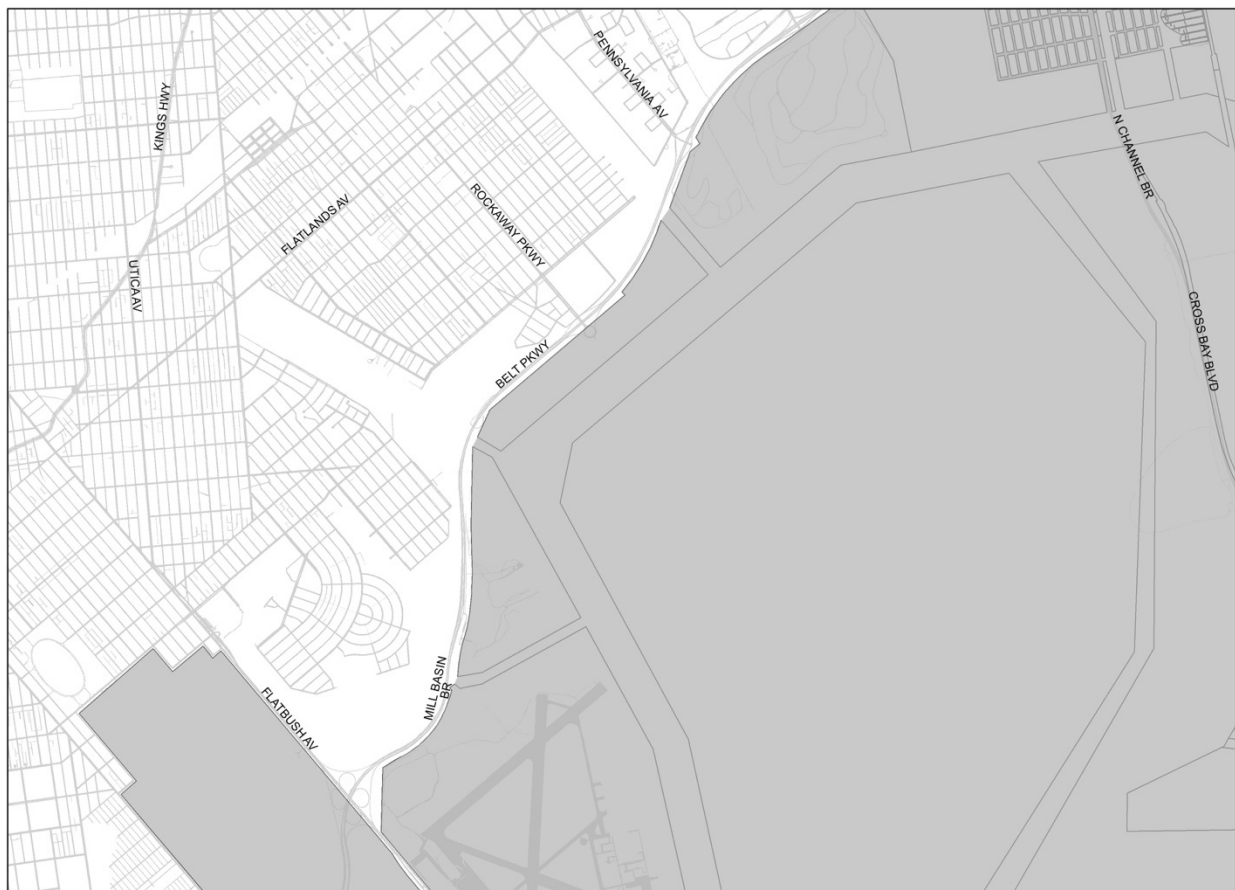 PENNSYLVANIA AV
KINGS HWY
N CHANNEL BR
FLATLANDS AV
ROCKAWAY PKWY
UTICA AV
CROSS BAY BLVD
BELT PKWY
MILL BASIN
BR
FLATBUSH AV